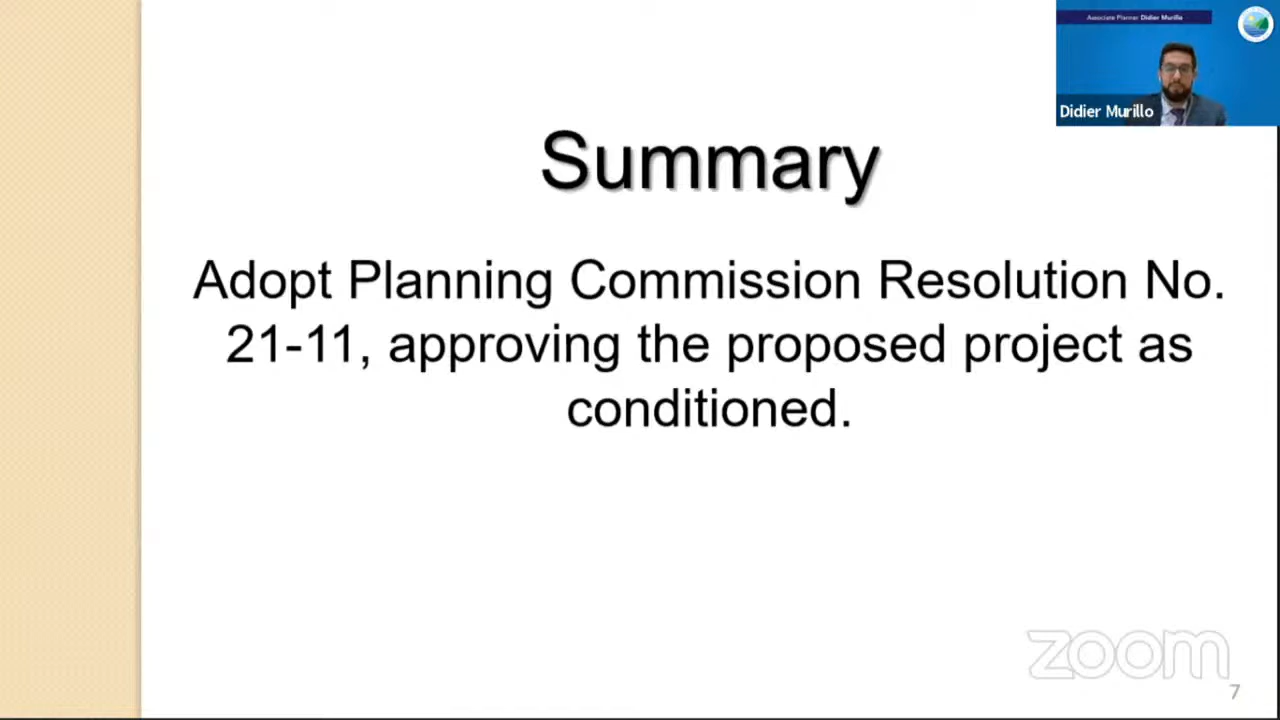 Associate Planner Didier Murillo
Didier Murillo
Summary
Adopt Planning Commission Resolution No.
21-11, approving the proposed project as
conditioned.
zoom
7